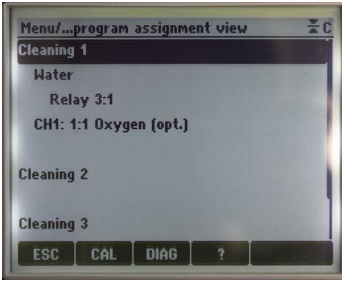 Menu/...program assignment view C
Cleaning 1
Water
Relay 3:1
CH1: 1:1 Oxygen (opt.)
Cleaning 2
Cleaning 3
ESC CAL DIAG ?